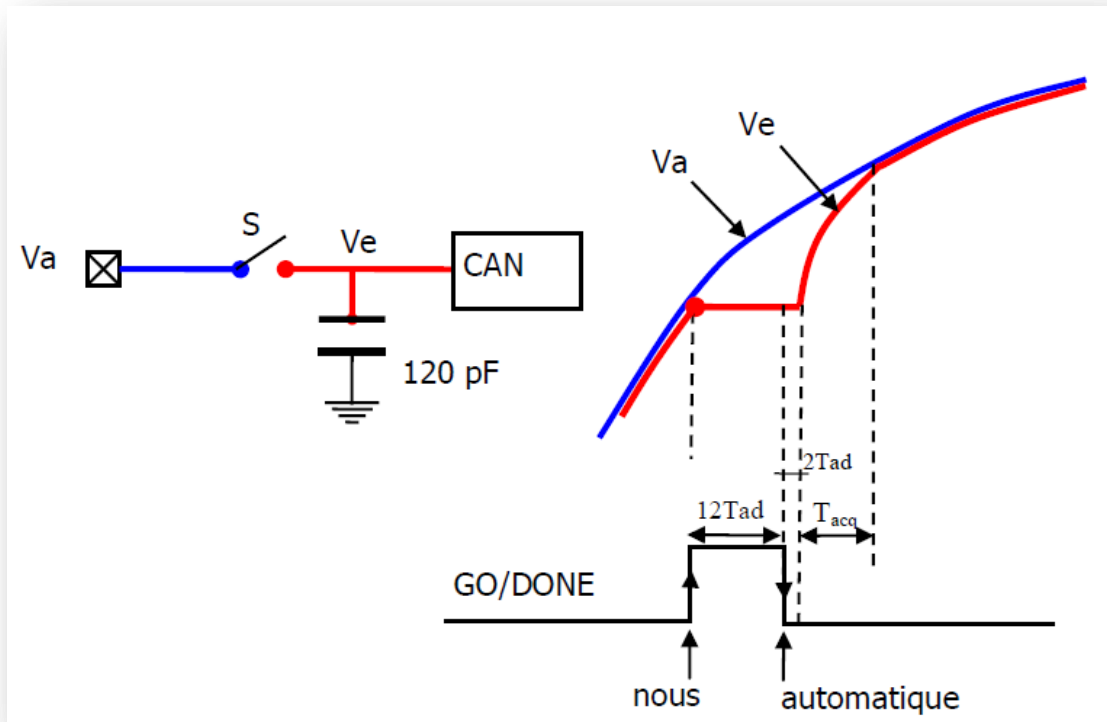 Va
S
Ve
CAN
120 pF
Va
Ve
2Tad
12Tad
Tacq
GO/DONE
nous
automatique